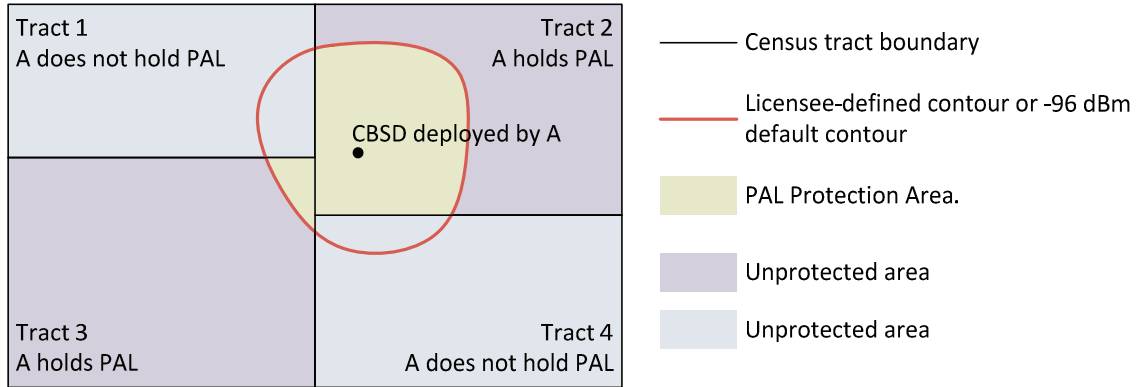 Tract 1
A does not hold PAL
Tract 2
A holds PAL
CBSD deployed by A
Tract 3
A holds PAL
Tract 4
A does not hold PAL
Census tract boundary
Licensee-defined contour or -96 dBm
default contour
PAL Protection Area.
Unprotected area
Unprotected area